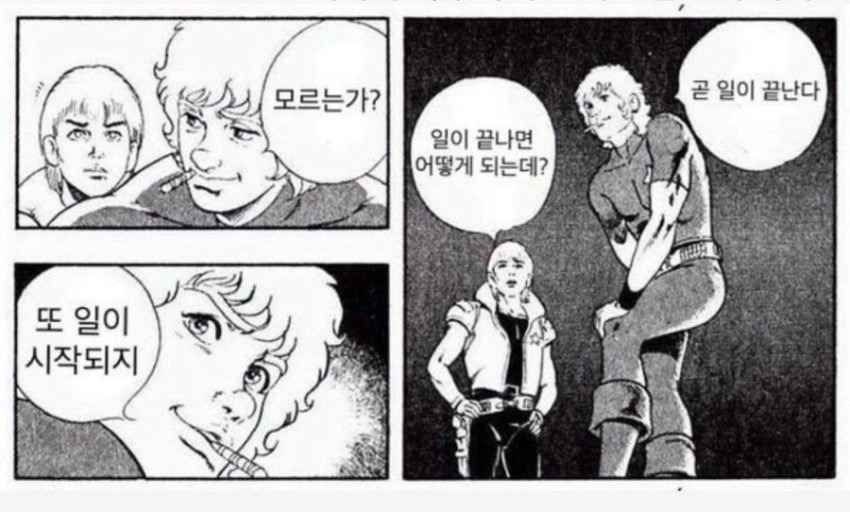 곧 일이 끝난다
일이 끝나면
어떻게 되는데?
모르는가?
또 일이
시작되지